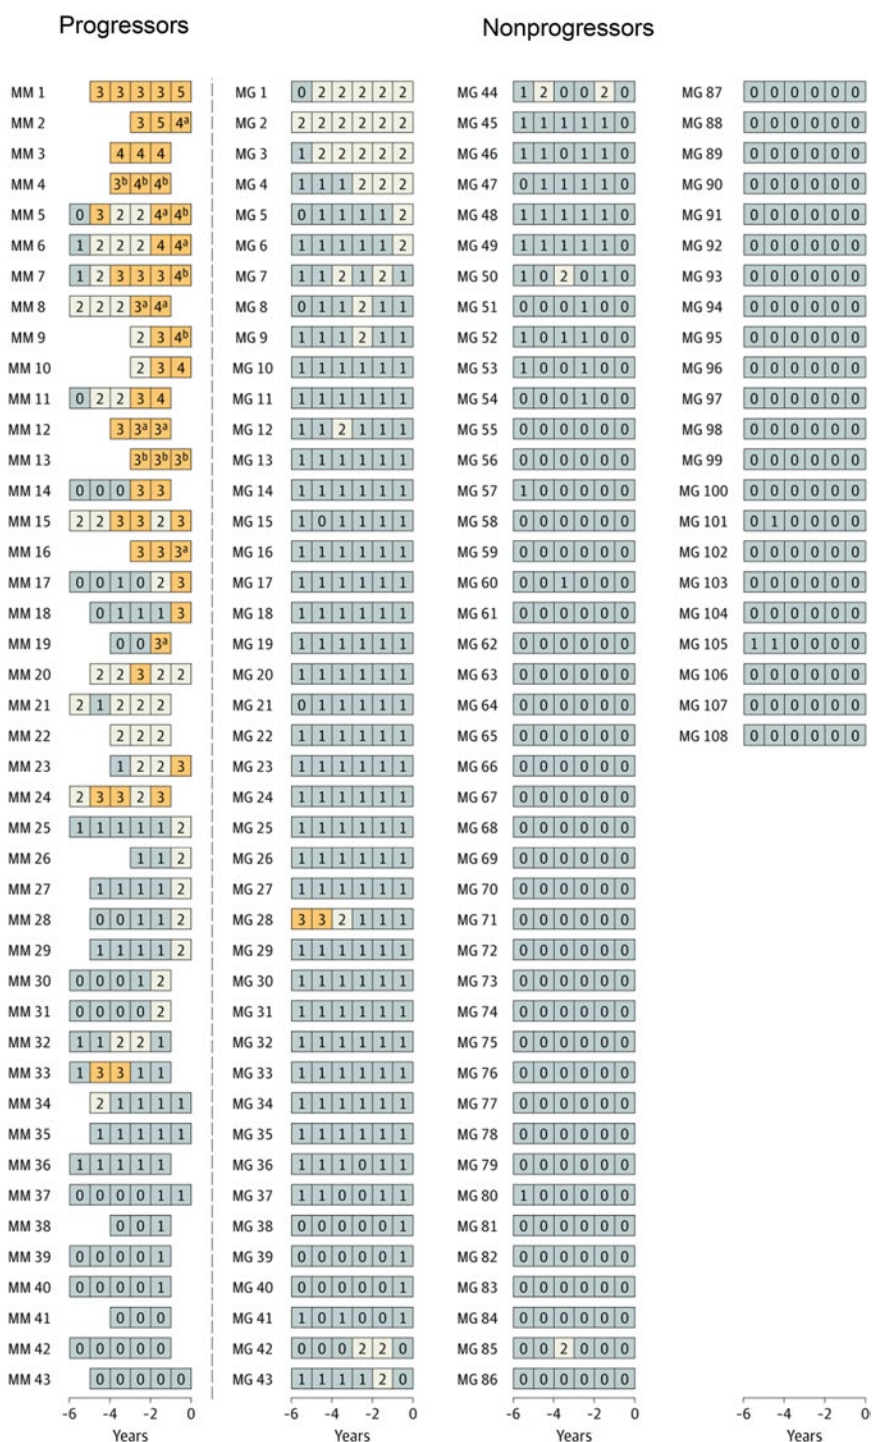 Progressors Nonprogressors
MM 1 3 3 3 3 5 MG 1 0 2 2 2 2 2 MG 44 1 2 0 0 2 0 MG 87 0 0 0 0 0 0
MM 2 3 5 4ᵃ MG 2 2 2 2 2 2 2 MG 45 1 1 1 1 1 0 MG 88 0 0 0 0 0 0
MM 3 4 4 4 MG 3 1 2 2 2 2 2 MG 46 1 1 0 1 1 0 MG 89 0 0 0 0 0 0
MM 4 3ᵇ 4ᵇ 4ᵇ MG 4 1 1 1 2 2 2 MG 47 0 1 1 1 1 0 MG 90 0 0 0 0 0 0
MM 5 0 3 2 2 4ᵃ 4ᵇ MG 5 0 1 1 1 1 2 MG 48 1 1 1 1 1 0 MG 91 0 0 0 0 0 0
MM 6 1 2 2 2 4 4ᵃ MG 6 1 1 1 1 1 2 MG 49 1 1 1 1 1 0 MG 92 0 0 0 0 0 0
MM 7 1 2 3 3 3 4ᵇ MG 7 1 1 2 1 2 1 MG 50 1 0 2 0 1 0 MG 93 0 0 0 0 0 0
MM 8 2 2 2 3ᵃ 4ᵃ MG 8 0 1 1 2 1 1 MG 51 0 0 0 1 0 0 MG 94 0 0 0 0 0 0
MM 9 2 3 4ᵇ MG 9 1 1 1 2 1 1 MG 52 1 0 1 1 0 0 MG 95 0 0 0 0 0 0
MM 10 2 3 4 MG 10 1 1 1 1 1 1 MG 53 1 0 0 1 0 0 MG 96 0 0 0 0 0 0
MM 11 0 2 2 3 4 MG 11 1 1 1 1 1 1 MG 54 0 0 0 1 0 0 MG 97 0 0 0 0 0 0
MM 12 3 3ᵃ 3ᵃ MG 12 1 1 2 1 1 1 MG 55 0 0 0 0 0 0 MG 98 0 0 0 0 0 0
MM 13 3ᵇ 3ᵇ 3ᵇ MG 13 1 1 1 1 1 1 MG 56 0 0 0 0 0 0 MG 99 0 0 0 0 0 0
MM 14 0 0 0 3 3 MG 14 1 1 1 1 1 1 MG 57 1 0 0 0 0 0 MG 100 0 0 0 0 0 0
MM 15 2 2 3 3 2 3 MG 15 1 0 1 1 1 1 MG 58 0 0 0 0 0 0 MG 101 0 1 0 0 0 0
MM 16 3 3 3ᵃ MG 16 1 1 1 1 1 1 MG 59 0 0 0 0 0 0 MG 102 0 0 0 0 0 0
MM 17 0 0 1 0 2 3 MG 17 1 1 1 1 1 1 MG 60 0 0 1 0 0 0 MG 103 0 0 0 0 0 0
MM 18 0 1 1 1 3 MG 18 1 1 1 1 1 1 MG 61 0 0 0 0 0 0 MG 104 0 0 0 0 0 0
MM 19 0 0 3ᵃ MG 19 1 1 1 1 1 1 MG 62 0 0 0 0 0 0 MG 105 1 1 0 0 0 0
MM 20 2 2 3 2 2 MG 20 1 1 1 1 1 1 MG 63 0 0 0 0 0 0 MG 106 0 0 0 0 0 0
MM 21 2 1 2 2 2 MG 21 0 1 1 1 1 1 MG 64 0 0 0 0 0 0 MG 107 0 0 0 0 0 0
MM 22 2 2 2 MG 22 1 1 1 1 1 1 MG 65 0 0 0 0 0 0 MG 108 0 0 0 0 0 0
MM 23 1 2 2 3 MG 23 1 1 1 1 1 1 MG 66 0 0 0 0 0 0
MM 24 2 3 3 2 3 MG 24 1 1 1 1 1 1 MG 67 0 0 0 0 0 0
MM 25 1 1 1 1 1 2 MG 25 1 1 1 1 1 1 MG 68 0 0 0 0 0 0
MM 26 1 1 2 MG 26 1 1 1 1 1 1 MG 69 0 0 0 0 0 0
MM 27 1 1 1 1 2 MG 27 1 1 1 1 1 1 MG 70 0 0 0 0 0 0
MM 28 0 0 1 1 2 MG 28 3 3 2 1 1 1 MG 71 0 0 0 0 0 0
MM 29 1 1 1 1 2 MG 29 1 1 1 1 1 1 MG 72 0 0 0 0 0 0
MM 30 0 0 0 1 2 MG 30 1 1 1 1 1 1 MG 73 0 0 0 0 0 0
MM 31 0 0 0 0 2 MG 31 1 1 1 1 1 1 MG 74 0 0 0 0 0 0
MM 32 1 1 2 2 1 MG 32 1 1 1 1 1 1 MG 75 0 0 0 0 0 0
MM 33 1 3 3 1 1 MG 33 1 1 1 1 1 1 MG 76 0 0 0 0 0 0
MM 34 2 1 1 1 1 MG 34 1 1 1 1 1 1 MG 77 0 0 0 0 0 0
MM 35 1 1 1 1 1 MG 35 1 1 1 1 1 1 MG 78 0 0 0 0 0 0
MM 36 1 1 1 1 1 MG 36 1 1 1 0 1 1 MG 79 0 0 0 0 0 0
MM 37 0 0 0 0 1 1 MG 37 1 1 0 0 1 1 MG 80 1 0 0 0 0 0
MM 38 0 0 1 MG 38 0 0 0 0 0 1 MG 81 0 0 0 0 0 0
MM 39 0 0 0 0 1 MG 39 0 0 0 0 0 1 MG 82 0 0 0 0 0 0
MM 40 0 0 0 0 1 MG 40 0 0 0 0 0 1 MG 83 0 0 0 0 0 0
MM 41 0 0 0 MG 41 1 0 1 0 0 1 MG 84 0 0 0 0 0 0
MM 42 0 0 0 0 0 MG 42 0 0 0 2 2 0 MG 85 0 0 2 0 0 0
MM 43 0 0 0 0 0 MG 43 1 1 1 1 2 0 MG 86 0 0 0 0 0 0
-6 -4 -2 0 -6 -4 -2 0 -6 -4 -2 0 -6 -4 -2 0
Years Years Years Years